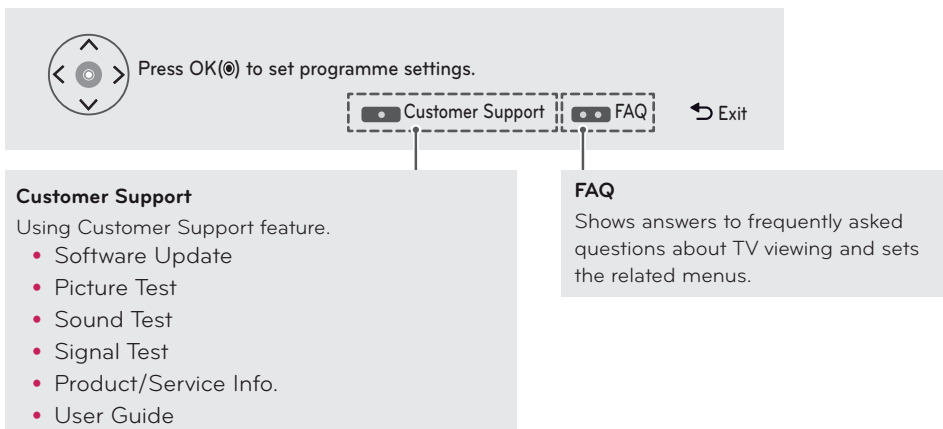 Press OK(◉) to set programme settings.
Customer Support
FAQ
Exit
Customer Support
Using Customer Support feature.
• Software Update
• Picture Test
• Sound Test
• Signal Test
• Product/Service Info.
• User Guide
FAQ
Shows answers to frequently asked
questions about TV viewing and sets
the related menus.